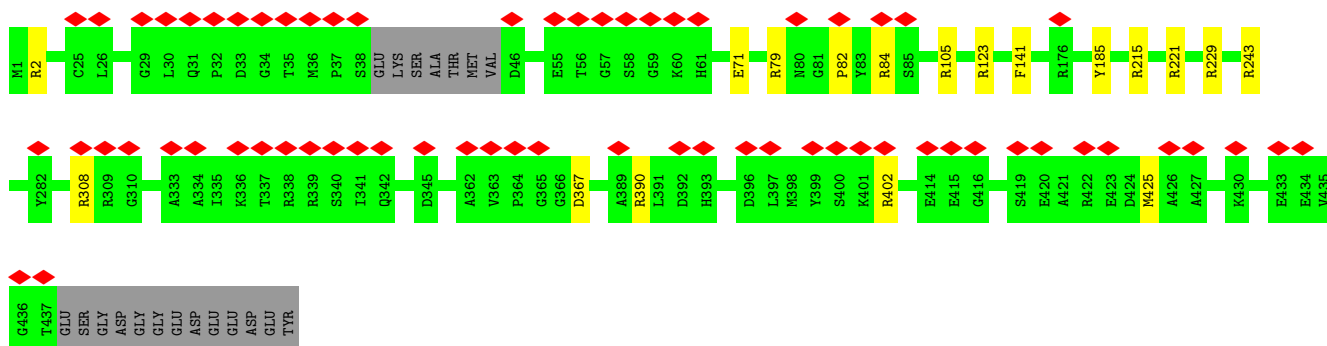 M1 R2 C25 L26 G29 L30 Q31 P32 D33 G34 T35 M36 P37 S38 GLU LYS SER ALA THR MET VAL D46 E55 T56 G57 S58 G59 K60 H61 E71 R79 N80 G81 P82 Y83 R84 S85 R105 R123 F141 R176 Y185 R215 R221 R229 R243
Y282 R308 R309 G310 A333 A334 I335 K336 T337 R338 R339 S340 I341 Q342 D345 A362 V363 P364 G365 G366 D367 A389 R390 L391 D392 H393 D396 L397 M398 Y399 S400 K401 R402 E414 E415 G416 S419 E420 A421 R422 E423 D424 M425 A426 A427 K430 E433 E434 V435
G436 T437 GLU SER GLY ASP GLY GLY GLU ASP GLU GLU ASP GLU TYR